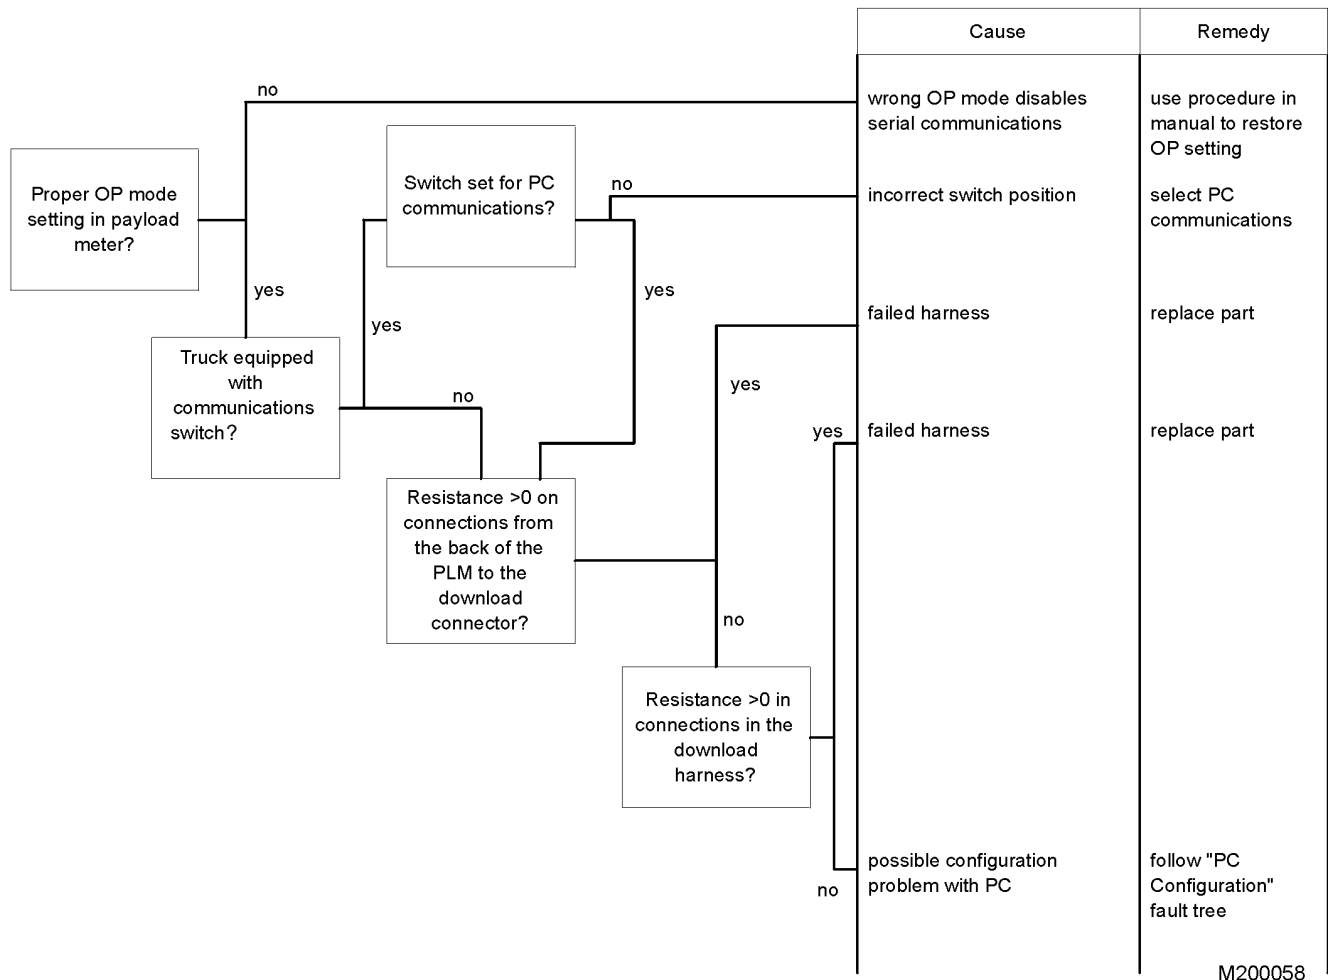 Cause
Remedy
no
wrong OP mode disables
serial communications
use procedure in
manual to restore
OP setting
Proper OP mode
setting in payload
meter?
Switch set for PC
communications?
no
incorrect switch position
select PC
communications
yes
yes
yes
failed harness
replace part
Truck equipped
with
communications
switch?
no
yes
yes
failed harness
replace part
Resistance >0 on
connections from
the back of the
PLM to the
download
connector?
no
Resistance >0 in
connections in the
download
harness?
no
possible configuration
problem with PC
follow "PC
Configuration"
fault tree
M200058